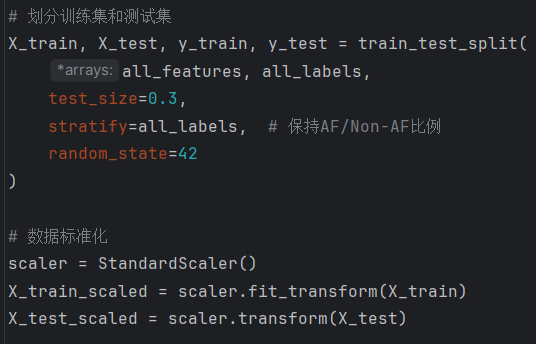 # 划分训练集和测试集
X_train, X_test, y_train, y_test = train_test_split(
*arrays: all_features, all_labels,
test_size=0.3,
stratify=all_labels,  # 保持AF/Non-AF比例
random_state=42
)
# 数据标准化
scaler = StandardScaler()
X_train_scaled = scaler.fit_transform(X_train)
X_test_scaled = scaler.transform(X_test)